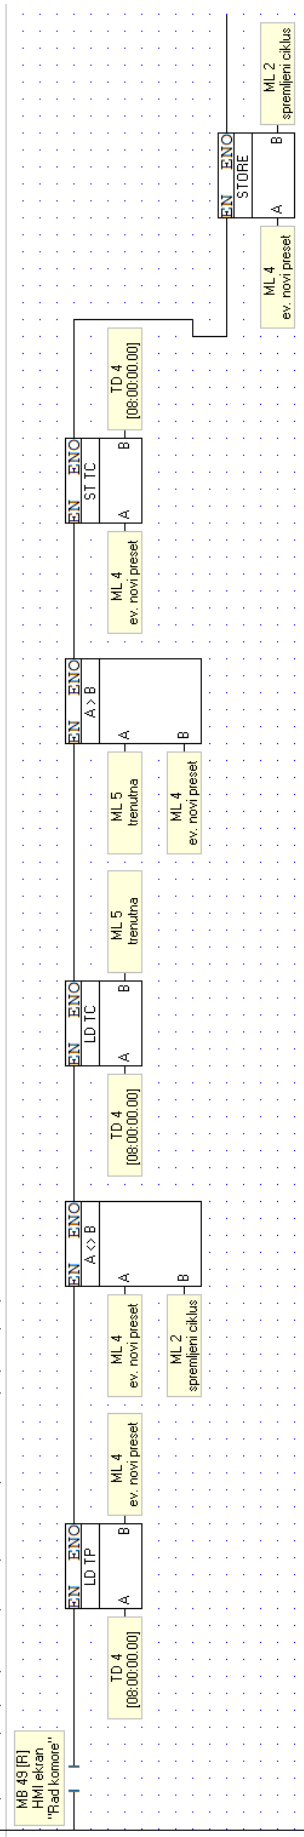 MB 49 [R]
HMI ekran
"Rad komore"
EN ENO
LD TP
A B
TD 4
[08:00:00.00]
ML 4
ev. novi preset
EN ENO
A <> B
A
B
ML 4
ev. novi preset
ML 2
spremljeni ciklus
EN ENO
LD TC
A B
TD 4
[08:00:00.00]
ML 5
trenutna
EN ENO
A > B
A
B
ML 5
trenutna
ML 4
ev. novi preset
EN ENO
ST TC
A B
ML 4
ev. novi preset
TD 4
[08:00:00.00]
EN ENO
STORE
A B
ML 4
ev. novi preset
ML 2
spremljeni ciklus